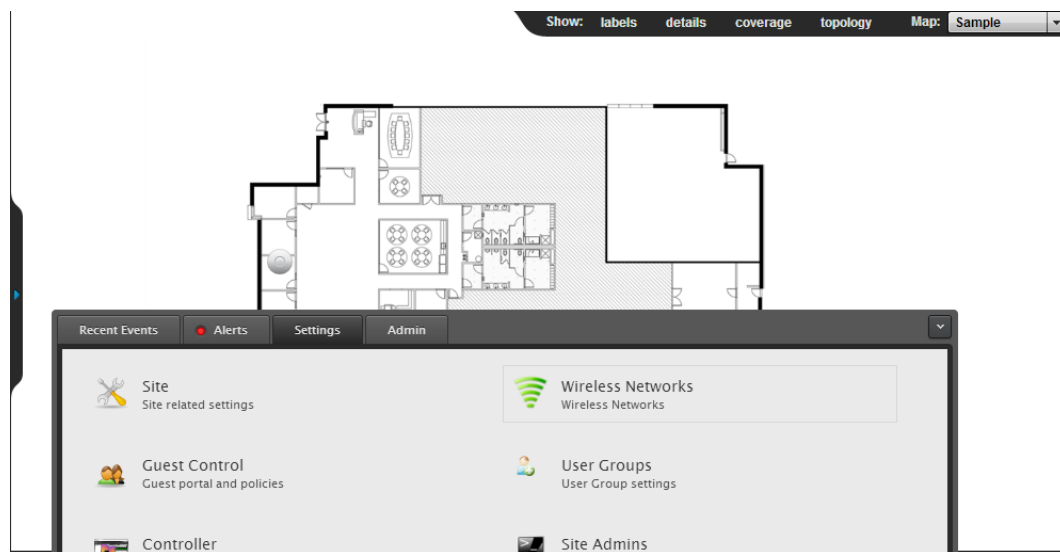 Show: labels details coverage topology Map: Sample
Recent Events Alerts Settings Admin
Site
Site related settings
Wireless Networks
Wireless Networks
Guest Control
Guest portal and policies
User Groups
User Group settings
Controller
Site Admins